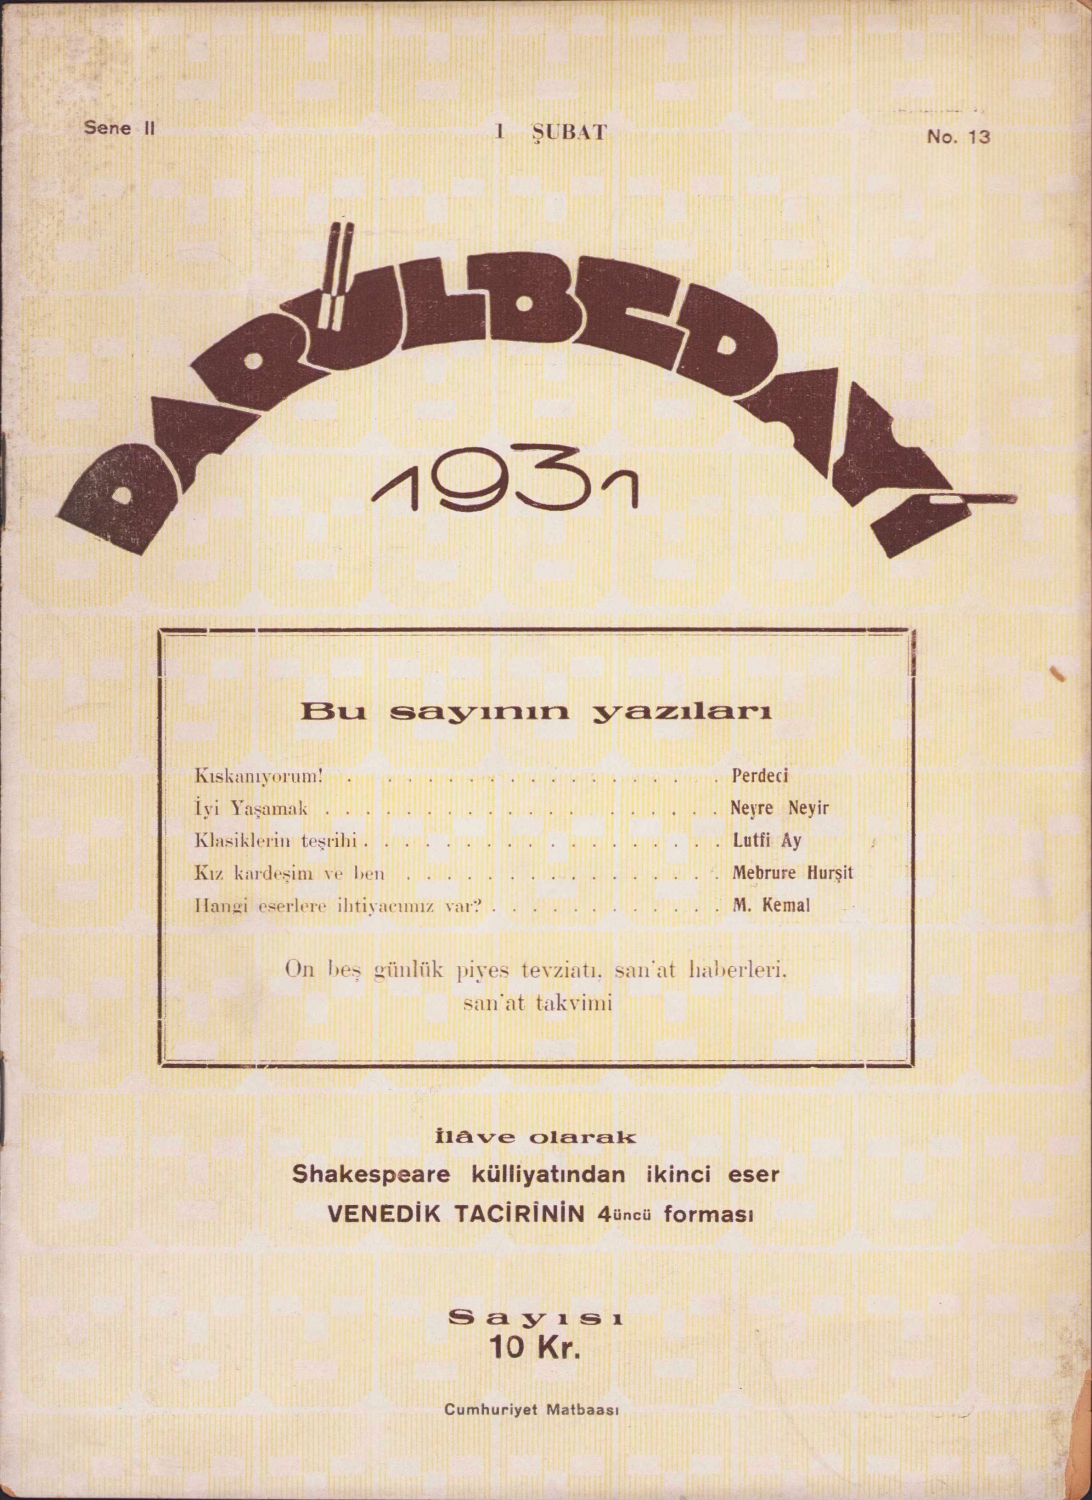 Sene II
1 ŞUBAT
No. 13
DARÜLBEDAYİ
1931
Bu sayının yazıları
Kıskanıyorum! . . . . . . . . . . . . . . . . . . Perdeci
İyi Yaşamak . . . . . . . . . . . . . . . . . . . Neyre Neyir
Klasiklerin teşrihi . . . . . . . . . . . . . . . . . . Lutfi Ay
Kız kardeşim ve ben . . . . . . . . . . . . . . . . Mebrure Hurşit
Hangi eserlere ihtiyacımız var? . . . . . . . . . . . . M. Kemal
On beş günlük piyes tevziatı, san'at haberleri,
san'at takvimi
İlâve olarak
Shakespeare külliyatından ikinci eser
VENEDİK TACİRİNİN 4üncü forması
Sayısı
10 Kr.
Cumhuriyet Matbaası